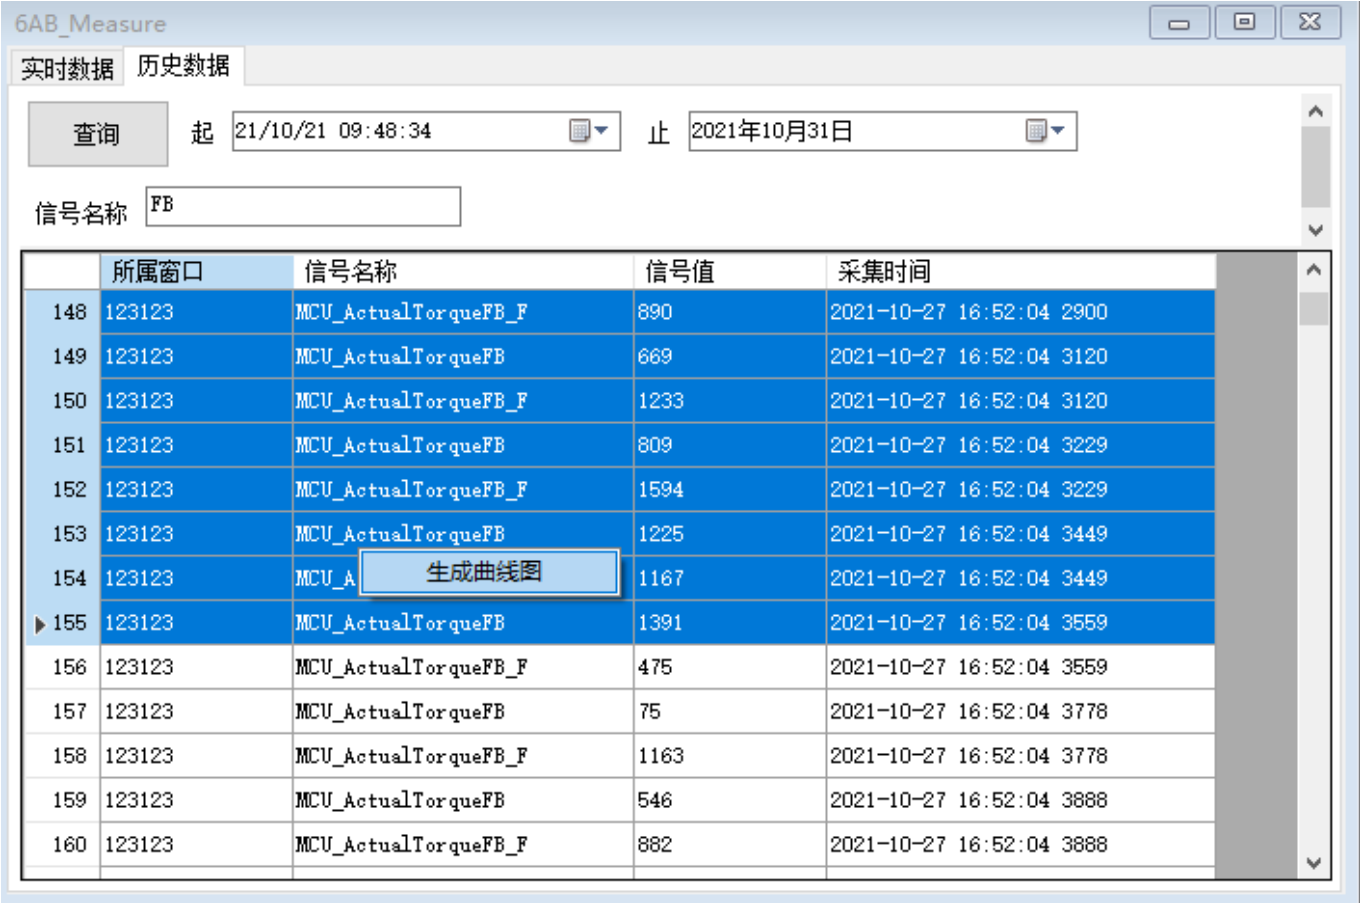 6AB_Measure
实时数据 历史数据
查询 起 21/10/21 09:48:34 止 2021年10月31日
信号名称 FB
所属窗口 信号名称 信号值 采集时间
148 123123 MCU_ActualTorqueFB_F 890 2021-10-27 16:52:04 2900
149 123123 MCU_ActualTorqueFB 669 2021-10-27 16:52:04 3120
150 123123 MCU_ActualTorqueFB_F 1233 2021-10-27 16:52:04 3120
151 123123 MCU_ActualTorqueFB 809 2021-10-27 16:52:04 3229
152 123123 MCU_ActualTorqueFB_F 1594 2021-10-27 16:52:04 3229
153 123123 MCU_ActualTorqueFB 1225 2021-10-27 16:52:04 3449
154 123123 MCU_A 生成曲线图 1167 2021-10-27 16:52:04 3449
155 123123 MCU_ActualTorqueFB 1391 2021-10-27 16:52:04 3559
156 123123 MCU_ActualTorqueFB_F 475 2021-10-27 16:52:04 3559
157 123123 MCU_ActualTorqueFB 75 2021-10-27 16:52:04 3778
158 123123 MCU_ActualTorqueFB_F 1163 2021-10-27 16:52:04 3778
159 123123 MCU_ActualTorqueFB 546 2021-10-27 16:52:04 3888
160 123123 MCU_ActualTorqueFB_F 882 2021-10-27 16:52:04 3888